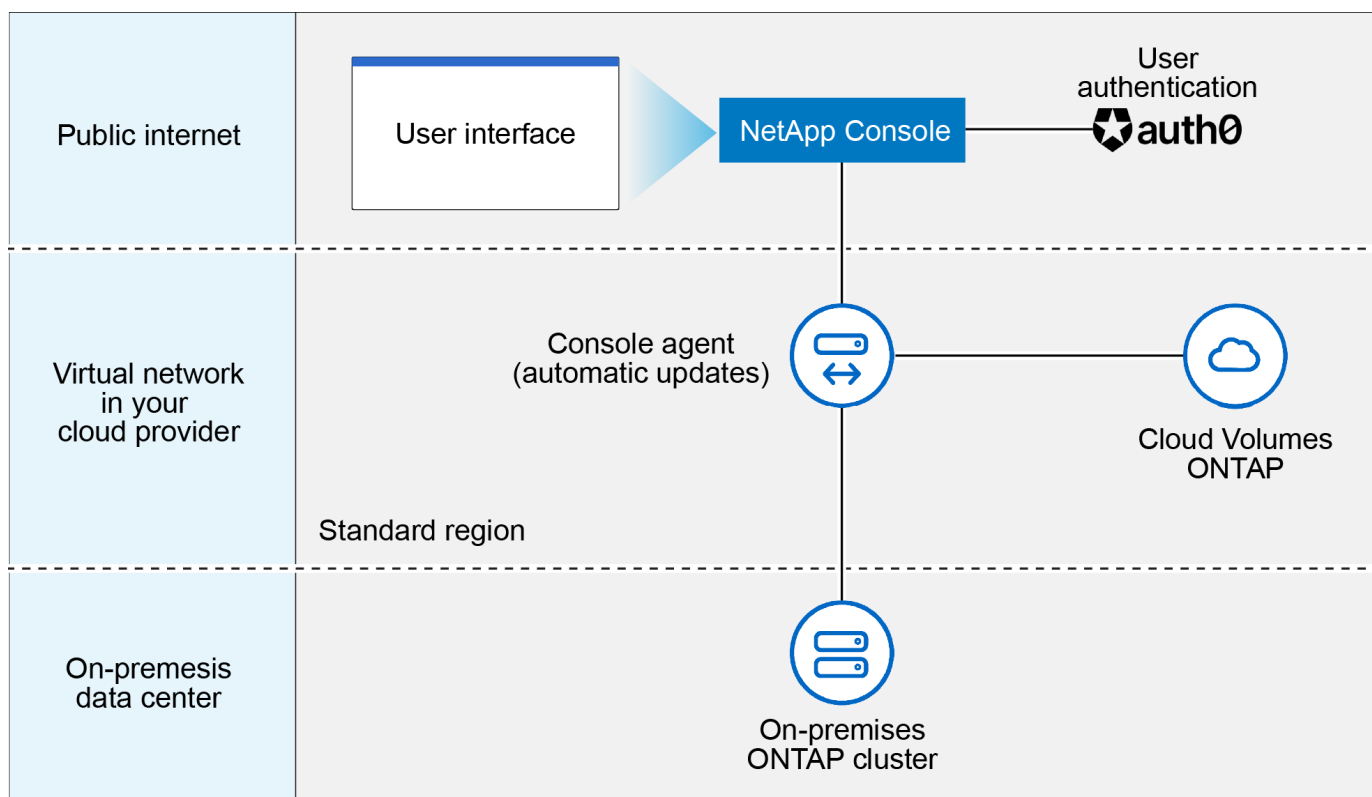 Public internet
User interface
NetApp Console
User
authentication
auth0
Virtual network
in your
cloud provider
Console agent
(automatic updates)
Cloud Volumes
ONTAP
Standard region
On-premesis
data center
On-premises
ONTAP cluster